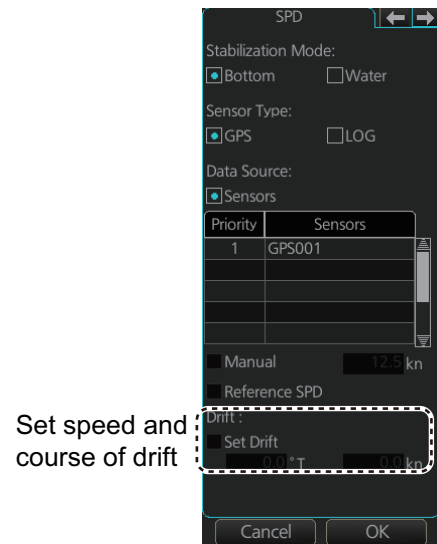 SPD
Stabilization Mode:
Bottom Water
Sensor Type:
GPS LOG
Data Source:
Sensors
Priority Sensors
1 GPS001
Manual 12.5 kn
Reference SPD
Drift :
Set Drift
0.0 °T 0.0 kn
Set speed and
course of drift
Cancel OK